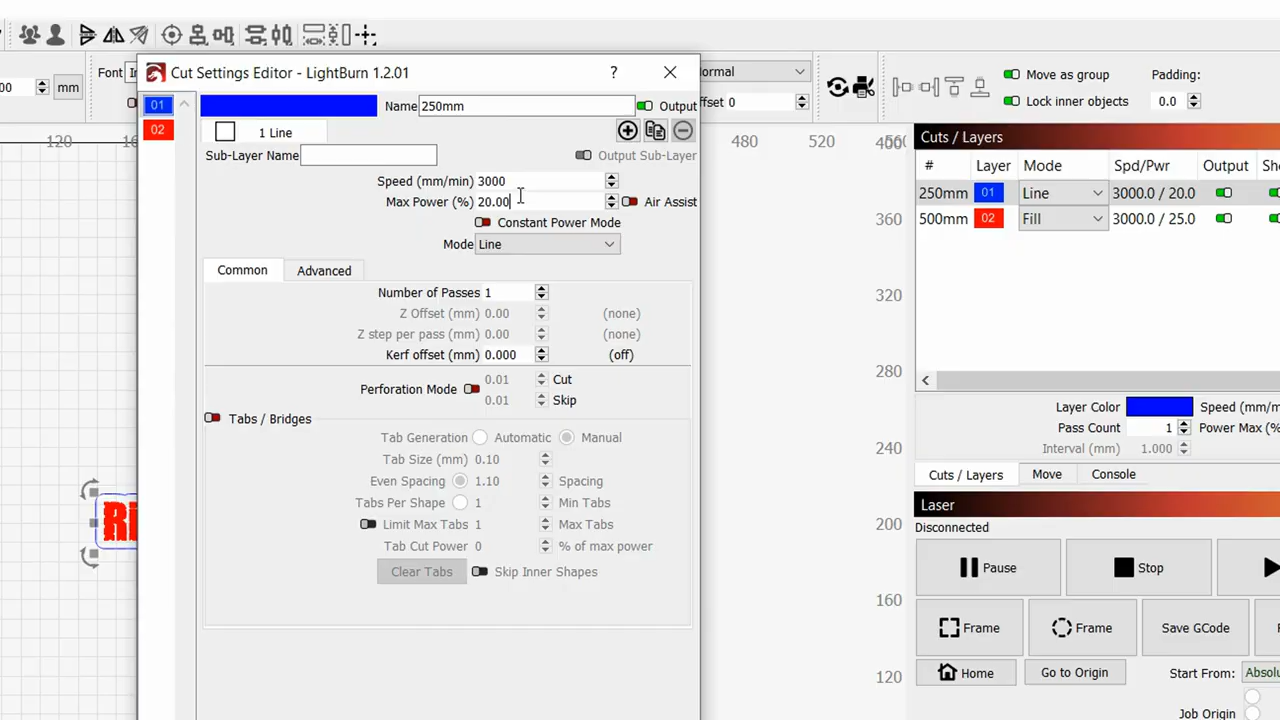 Cut Settings Editor - LightBurn 1.2.01
?
00
mm
Font
ormal
ffset 0
Move as group
Lock inner objects
Padding:
0.0
01
02
Name 250mm
Output
1 Line
Sub-Layer Name
Output Sub-Layer
Speed (mm/min) 3000
Max Power (%) 20.00
Air Assist
Constant Power Mode
Mode Line
Common
Advanced
Number of Passes 1
Z Offset (mm) 0.00 (none)
Z step per pass (mm) 0.00 (none)
Kerf offset (mm) 0.000 (off)
Perforation Mode
0.01 Cut
0.01 Skip
Tabs / Bridges
Tab Generation Automatic Manual
Tab Size (mm) 0.10
Even Spacing 1.10 Spacing
Tabs Per Shape 1 Min Tabs
Limit Max Tabs 1 Max Tabs
Tab Cut Power 0 % of max power
Clear Tabs Skip Inner Shapes
120
480
520
400
360
320
280
240
200
160
120
Ri
Cuts / Layers
# Layer Mode Spd/Pwr Output
250mm 01 Line 3000.0 / 20.0
500mm 02 Fill 3000.0 / 25.0
Layer Color Speed (mm/m
Pass Count 1 Power Max (%
Interval (mm) 1.000
Cuts / Layers Move Console
Laser
Disconnected
Pause Stop
Frame Frame Save GCode
Home Go to Origin Start From: Absol
Job Origin